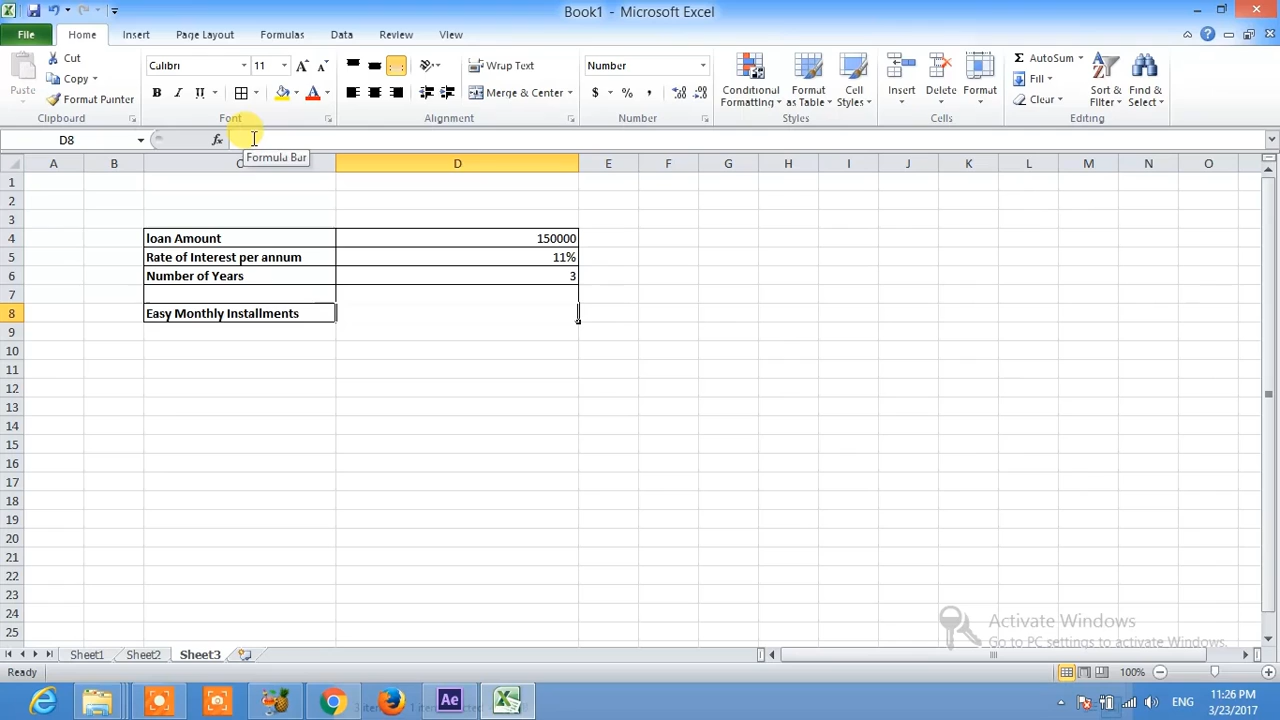 Book1 - Microsoft Excel
File Home Insert Page Layout Formulas Data Review View
Cut
Copy
Format Painter
Paste
Clipboard
Calibri 11
B I U A
Font
Wrap Text
Merge & Center
Alignment
Number
$ % ,
Number
Conditional Formatting
Format as Table
Cell Styles
Styles
Insert Delete Format
Cells
Σ AutoSum
Fill
Clear
Sort & Filter
Find & Select
Editing
D8 fx
Formula Bar
A B C D E F G H I J K L M N O
1
2
3
4 loan Amount 150000
5 Rate of Interest per annum 11%
6 Number of Years 3
7
8 Easy Monthly Installments
9
10
11
12
13
14
15
16
17
18
19
20
21
22
23
24
25
Activate Windows
Go to PC settings to activate Windows.
Sheet1 Sheet2 Sheet3
Ready 100%
Ae
ENG
11:26 PM
3/23/2017